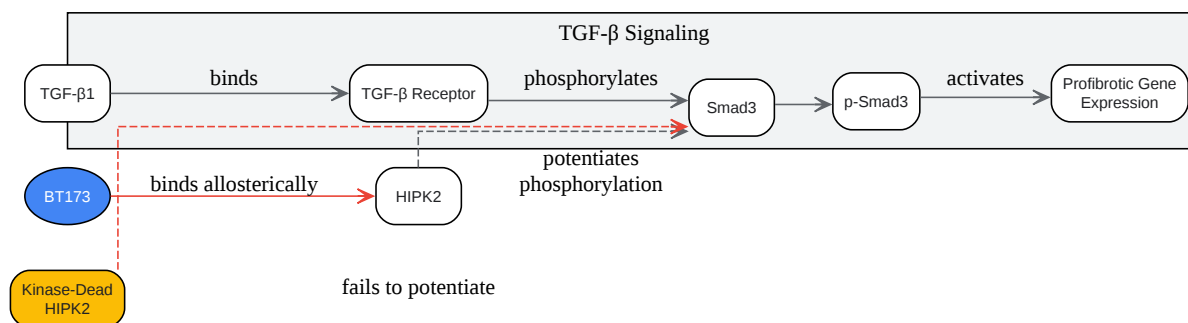 TGF-β Signaling
binds
phosphorylates
activates
TGF-β1
TGF-β Receptor
Smad3
p-Smad3
Profibrotic Gene
Expression
potentiates
phosphorylation
BT173
binds allosterically
HIPK2
Kinase-Dead
HIPK2
fails to potentiate